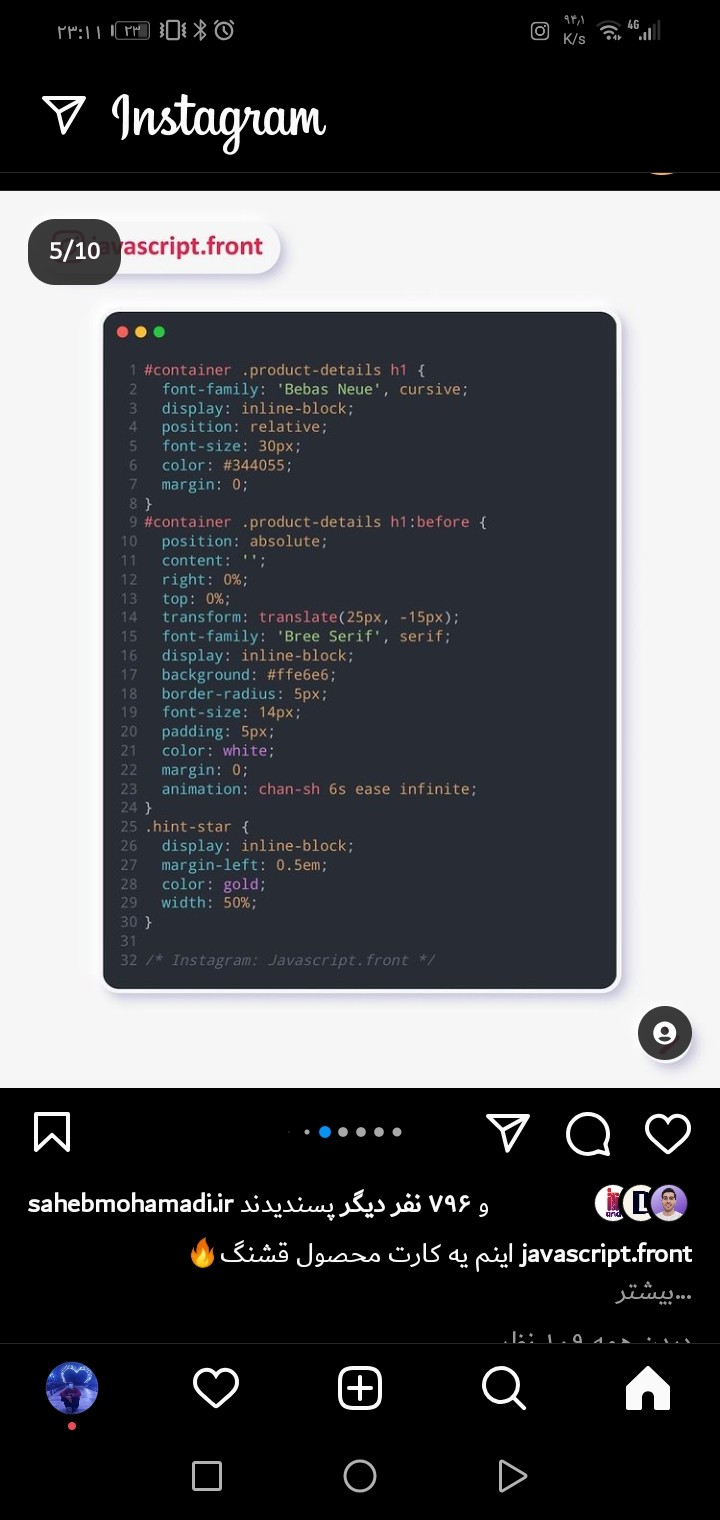 ۲۳:۱۱ ۲۳ ۹۴٫۱ K/s 4G
Instagram
5/10 vascript.front
1 #container .product-details h1 {
2 font-family: 'Bebas Neue', cursive;
3 display: inline-block;
4 position: relative;
5 font-size: 30px;
6 color: #344055;
7 margin: 0;
8 }
9 #container .product-details h1:before {
10 position: absolute;
11 content: '';
12 right: 0%;
13 top: 0%;
14 transform: translate(25px, -15px);
15 font-family: 'Bree Serif', serif;
16 display: inline-block;
17 background: #ffe6e6;
18 border-radius: 5px;
19 font-size: 14px;
20 padding: 5px;
21 color: white;
22 margin: 0;
23 animation: chan-sh 6s ease infinite;
24 }
25 .hint-star {
26 display: inline-block;
27 margin-left: 0.5em;
28 color: gold;
29 width: 50%;
30 }
31
32 /* Instagram: Javascript.front */
sahebmohamadi.ir و ۷۹۶ نفر دیگر پسندیدند
javascript.front اینم یه کارت محصول قشنگ🔥
...بیشتر
دیدن همه ۱۰۹ نظر